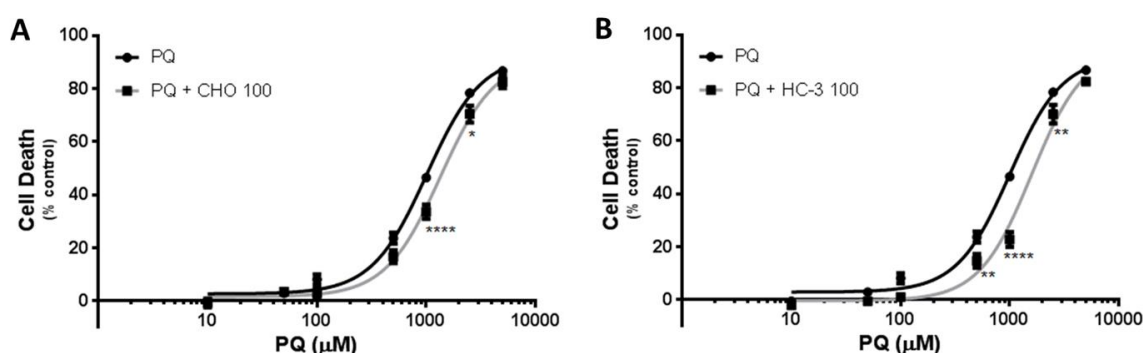 A
100
80
60
40
20
0
Cell Death
(% control)
PQ
PQ + CHO 100
*
****
10
100
1000
10000
PQ (μM)
B
100
80
60
40
20
0
Cell Death
(% control)
PQ
PQ + HC-3 100
**
****
**
10
100
1000
10000
PQ (μM)